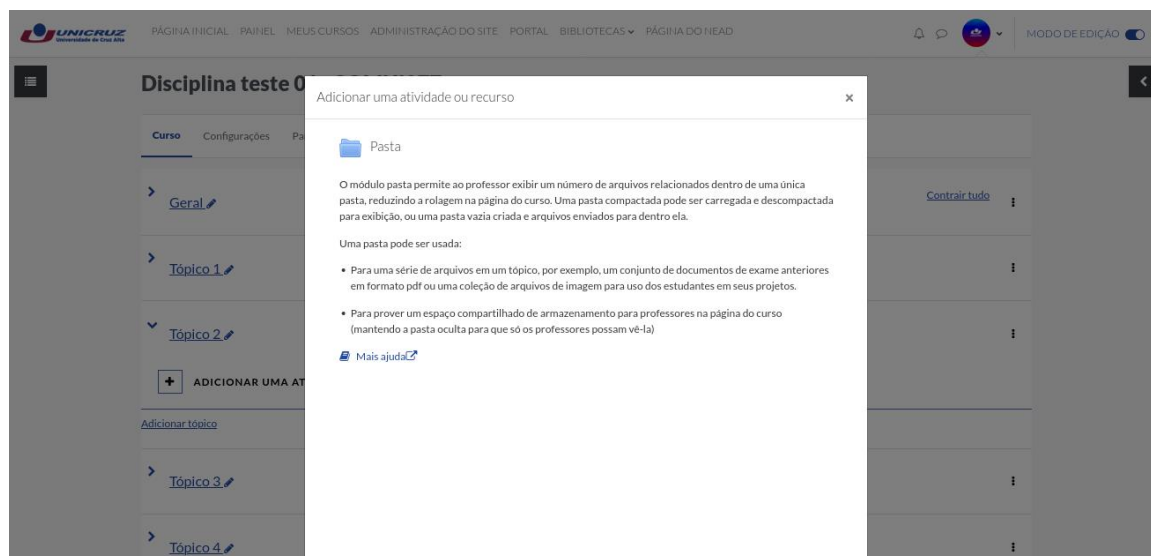 UNICRUZ
Universidade de Cruz Alta
PÁGINA INICIAL PAINEL MEUS CURSOS ADMINISTRAÇÃO DO SITE PORTAL BIBLIOTECAS PÁGINA DO NEAD
MODO DE EDIÇÃO
Disciplina teste 0
Adicionar uma atividade ou recurso
×
Curso Configurações Pa
Pasta
O módulo pasta permite ao professor exibir um número de arquivos relacionados dentro de uma única
pasta, reduzindo a rolagem na página do curso. Uma pasta compactada pode ser carregada e descompactada
para exibição, ou uma pasta vazia criada e arquivos enviados para dentro ela.
Uma pasta pode ser usada:
• Para uma série de arquivos em um tópico, por exemplo, um conjunto de documentos de exame anteriores
em formato pdf ou uma coleção de arquivos de imagem para uso dos estudantes em seus projetos.
• Para prover um espaço compartilhado de armazenamento para professores na página do curso
(mantendo a pasta oculta para que só os professores possam vê-la)
Mais ajuda
Geral
Contrair tudo
Tópico 1
Tópico 2
+ ADICIONAR UMA AT
Adicionar tópico
Tópico 3
Tópico 4